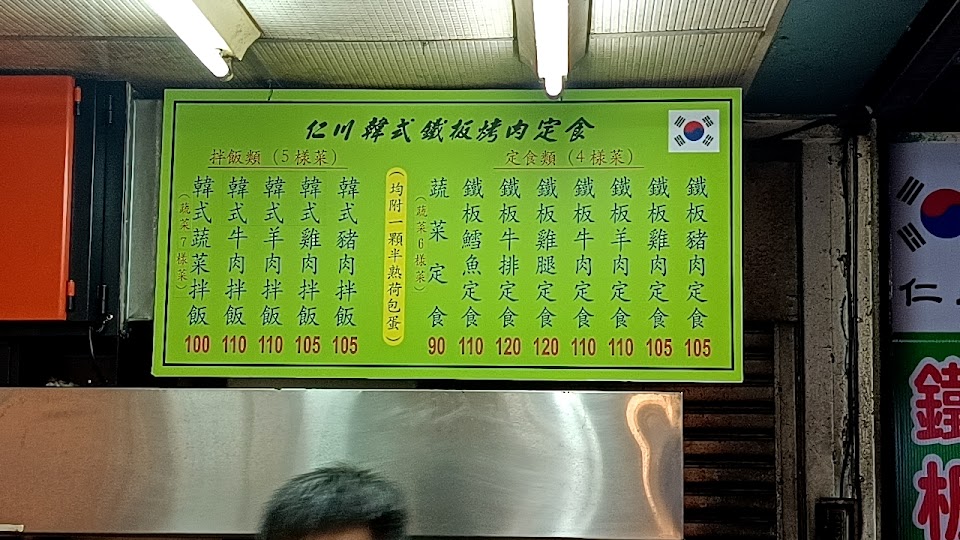 仁川韓式鐵板烤肉定食
定食類（4樣菜）
鐵板豬肉定食 105
鐵板雞肉定食 105
鐵板羊肉定食 110
鐵板牛肉定食 110
鐵板雞腿定食 120
鐵板牛排定食 120
鐵板鱈魚定食 110
蔬菜定食 90
（蔬菜6樣菜）
（均附一顆半熟荷包蛋）
拌飯類（5樣菜）
韓式豬肉拌飯 105
韓式雞肉拌飯 105
韓式羊肉拌飯 110
韓式牛肉拌飯 110
韓式蔬菜拌飯 100
（蔬菜7樣菜）
仁
鐵板